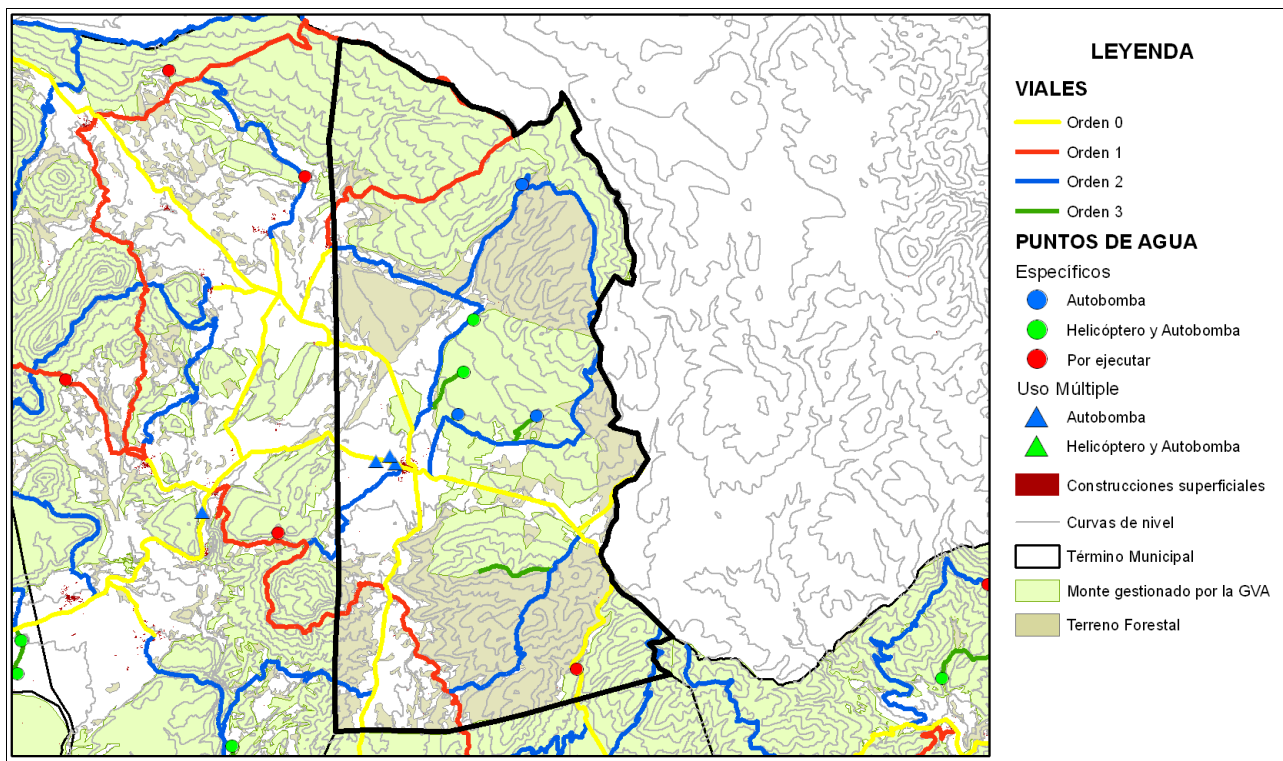 LEYENDA
VIALES
Orden 0
Orden 1
Orden 2
Orden 3
PUNTOS DE AGUA
Específicos
Autobomba
Helicóptero y Autobomba
Por ejecutar
Uso Múltiple
Autobomba
Helicóptero y Autobomba
Construcciones superficiales
Curvas de nivel
Término Municipal
Monte gestionado por la GVA
Terreno Forestal